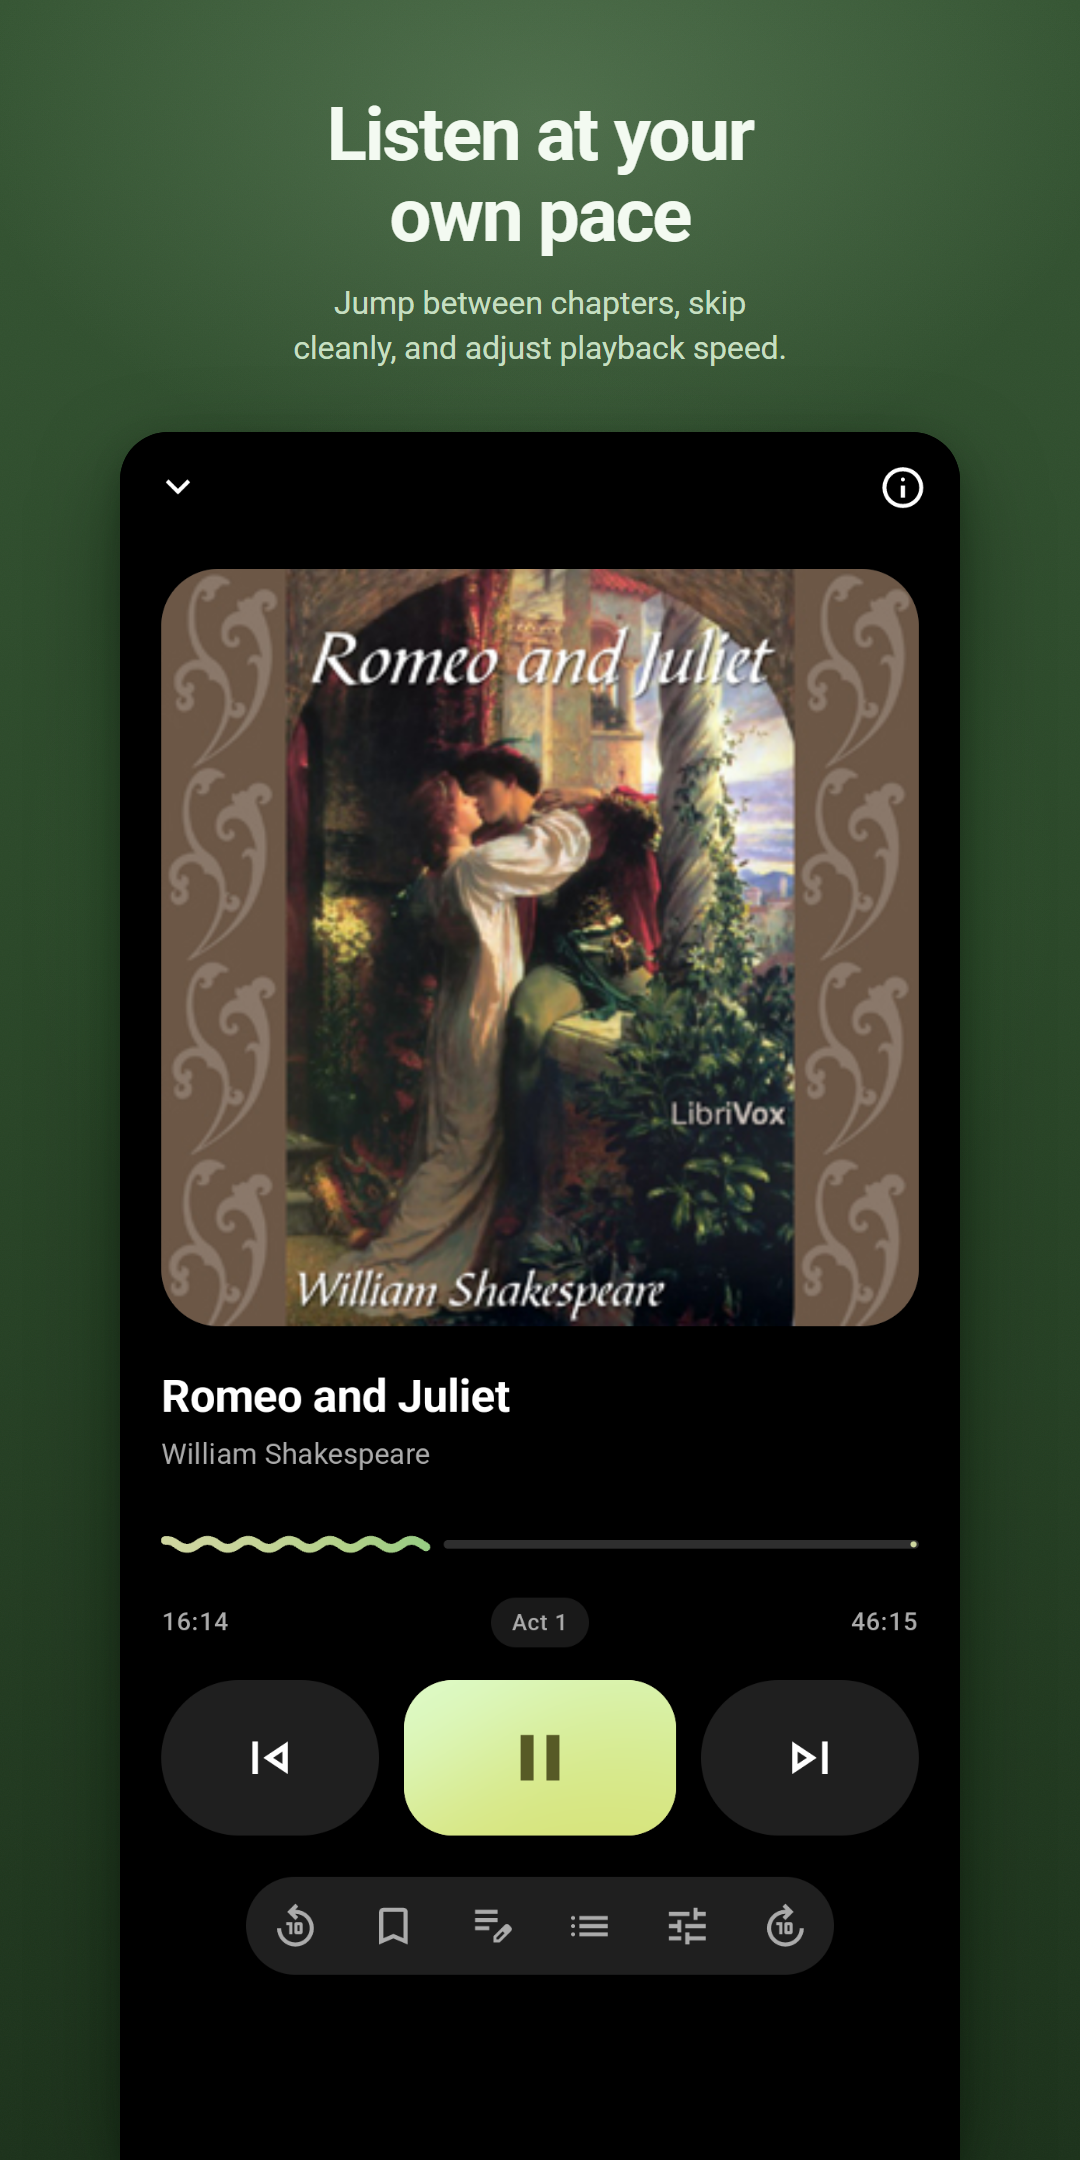 Listen at your
own pace
Jump between chapters, skip
cleanly, and adjust playback speed.
Romeo and Juliet
LibriVox
William Shakespeare
Romeo and Juliet
William Shakespeare
16:14
Act 1
46:15
10
10